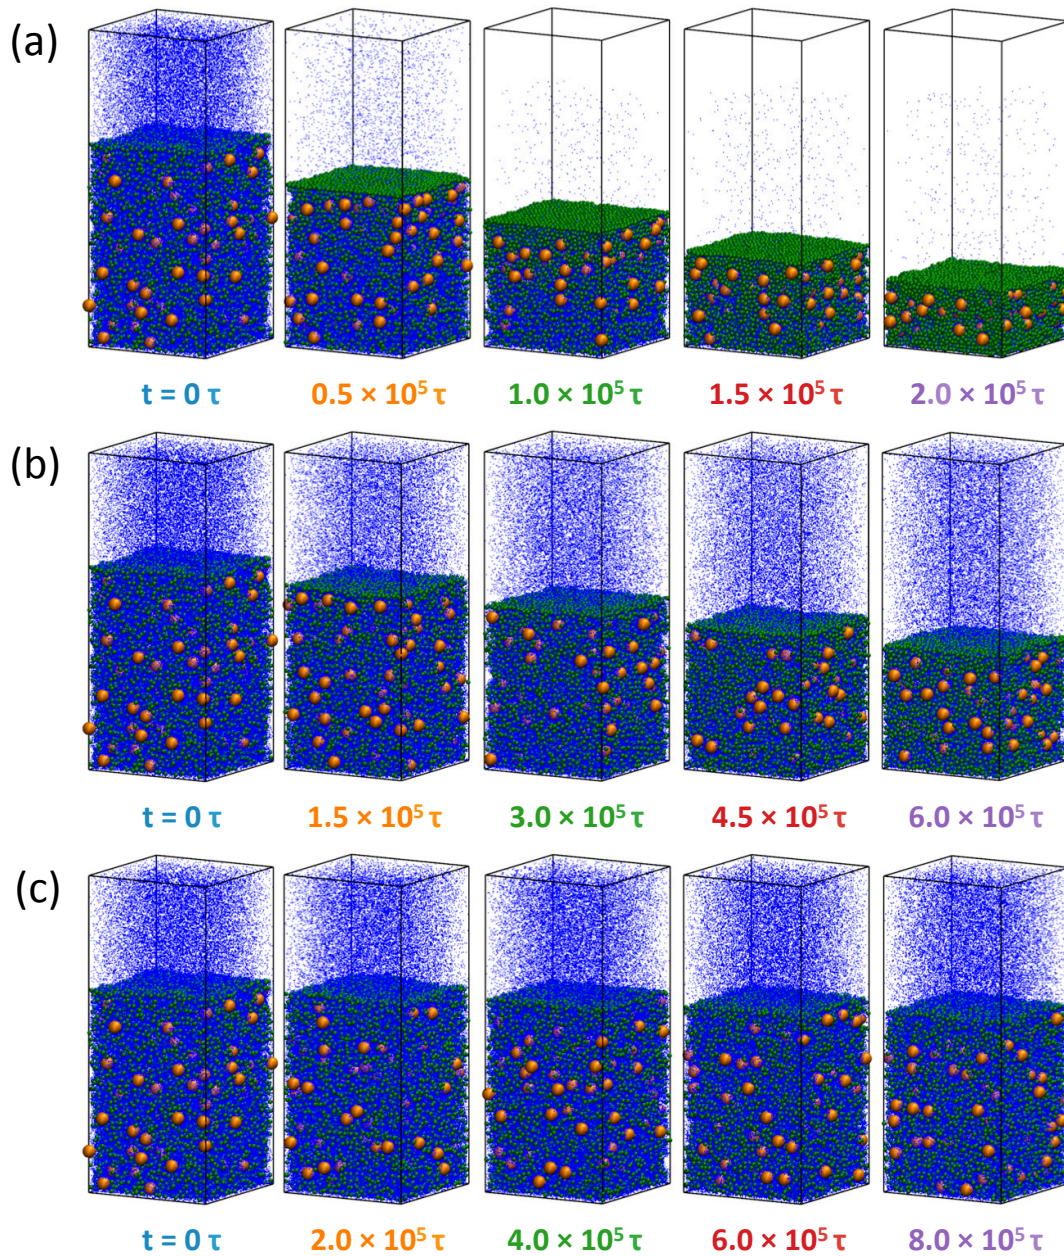 (a)
t = 0 τ 0.5 × 10⁵ τ 1.0 × 10⁵ τ 1.5 × 10⁵ τ 2.0 × 10⁵ τ
(b)
t = 0 τ 1.5 × 10⁵ τ 3.0 × 10⁵ τ 4.5 × 10⁵ τ 6.0 × 10⁵ τ
(c)
t = 0 τ 2.0 × 10⁵ τ 4.0 × 10⁵ τ 6.0 × 10⁵ τ 8.0 × 10⁵ τ